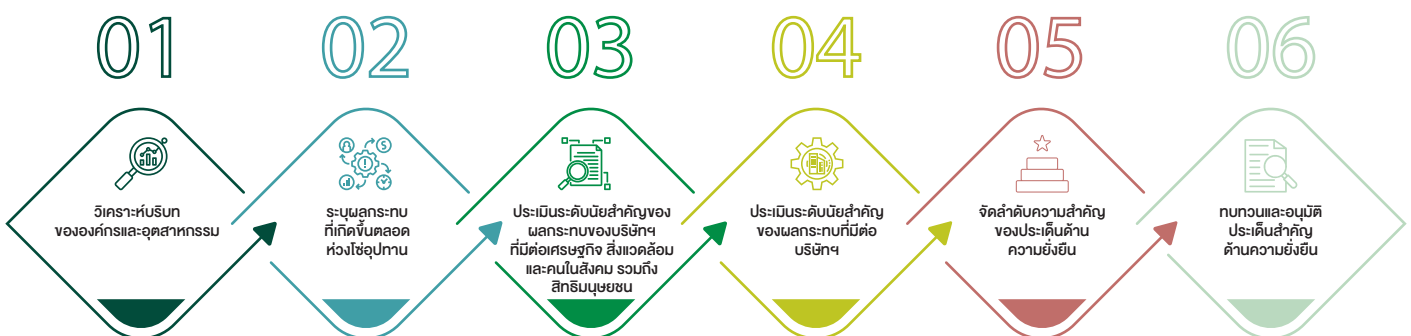 01
วิเคราะห์บริบท
ขององค์กรและอุตสาหกรรม
02
ระบุผลกระทบ
ที่เกิดขึ้นตลอด
ห่วงโซ่อุปทาน
03
ประเมินระดับนัยสำคัญของ
ผลกระทบของบริษัทฯ
ที่มีต่อเศรษฐกิจ สิ่งแวดล้อม
และคนในสังคม รวมถึง
สิทธิมนุษยชน
04
ประเมินระดับนัยสำคัญ
ของผลกระทบที่มีต่อ
บริษัทฯ
05
จัดลำดับความสำคัญ
ของประเด็นด้าน
ความยั่งยืน
06
ทบทวนและอนุมัติ
ประเด็นสำคัญ
ด้านความยั่งยืน